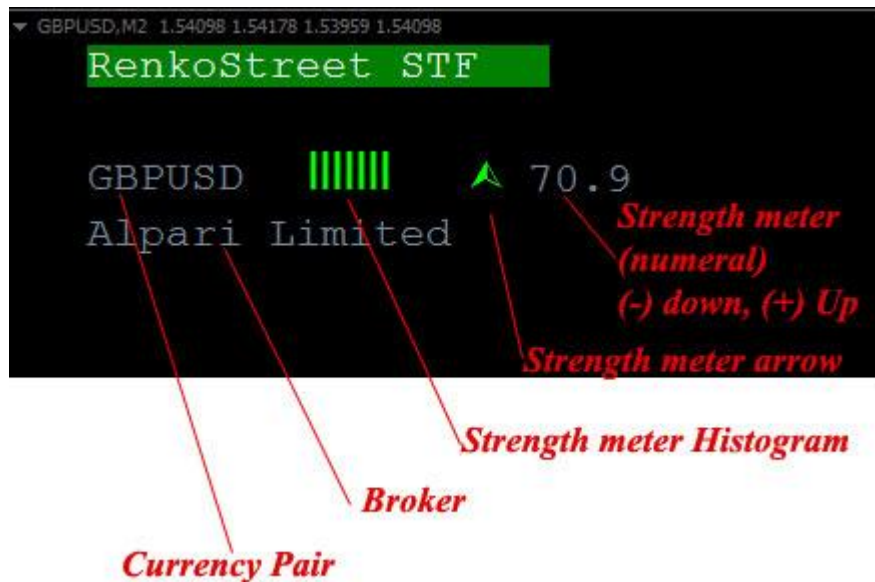 GBPUSD,M2 1.54098 1.54178 1.53959 1.54098
RenkoStreet STF
GBPUSD 70.9
Alpari Limited
Strength meter
(numeral)
(-) down, (+) Up
Strength meter arrow
Strength meter Histogram
Broker
Currency Pair